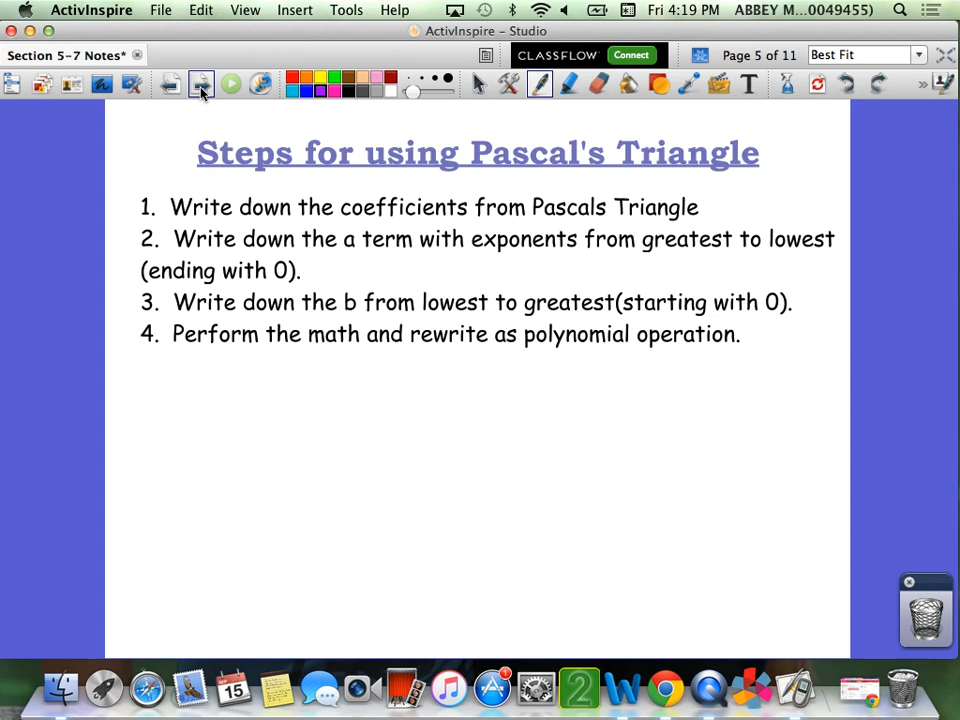 ActivInspire File Edit View Insert Tools Help Fri 4:19 PM ABBEY M...0049455)
ActivInspire - Studio
Section 5-7 Notes* CLASSFLOW Connect Page 5 of 11 Best Fit
T »
Steps for using Pascal's Triangle
1. Write down the coefficients from Pascals Triangle
2. Write down the a term with exponents from greatest to lowest
(ending with 0).
3. Write down the b from lowest to greatest(starting with 0).
4. Perform the math and rewrite as polynomial operation.
SEP
15 1 2 W